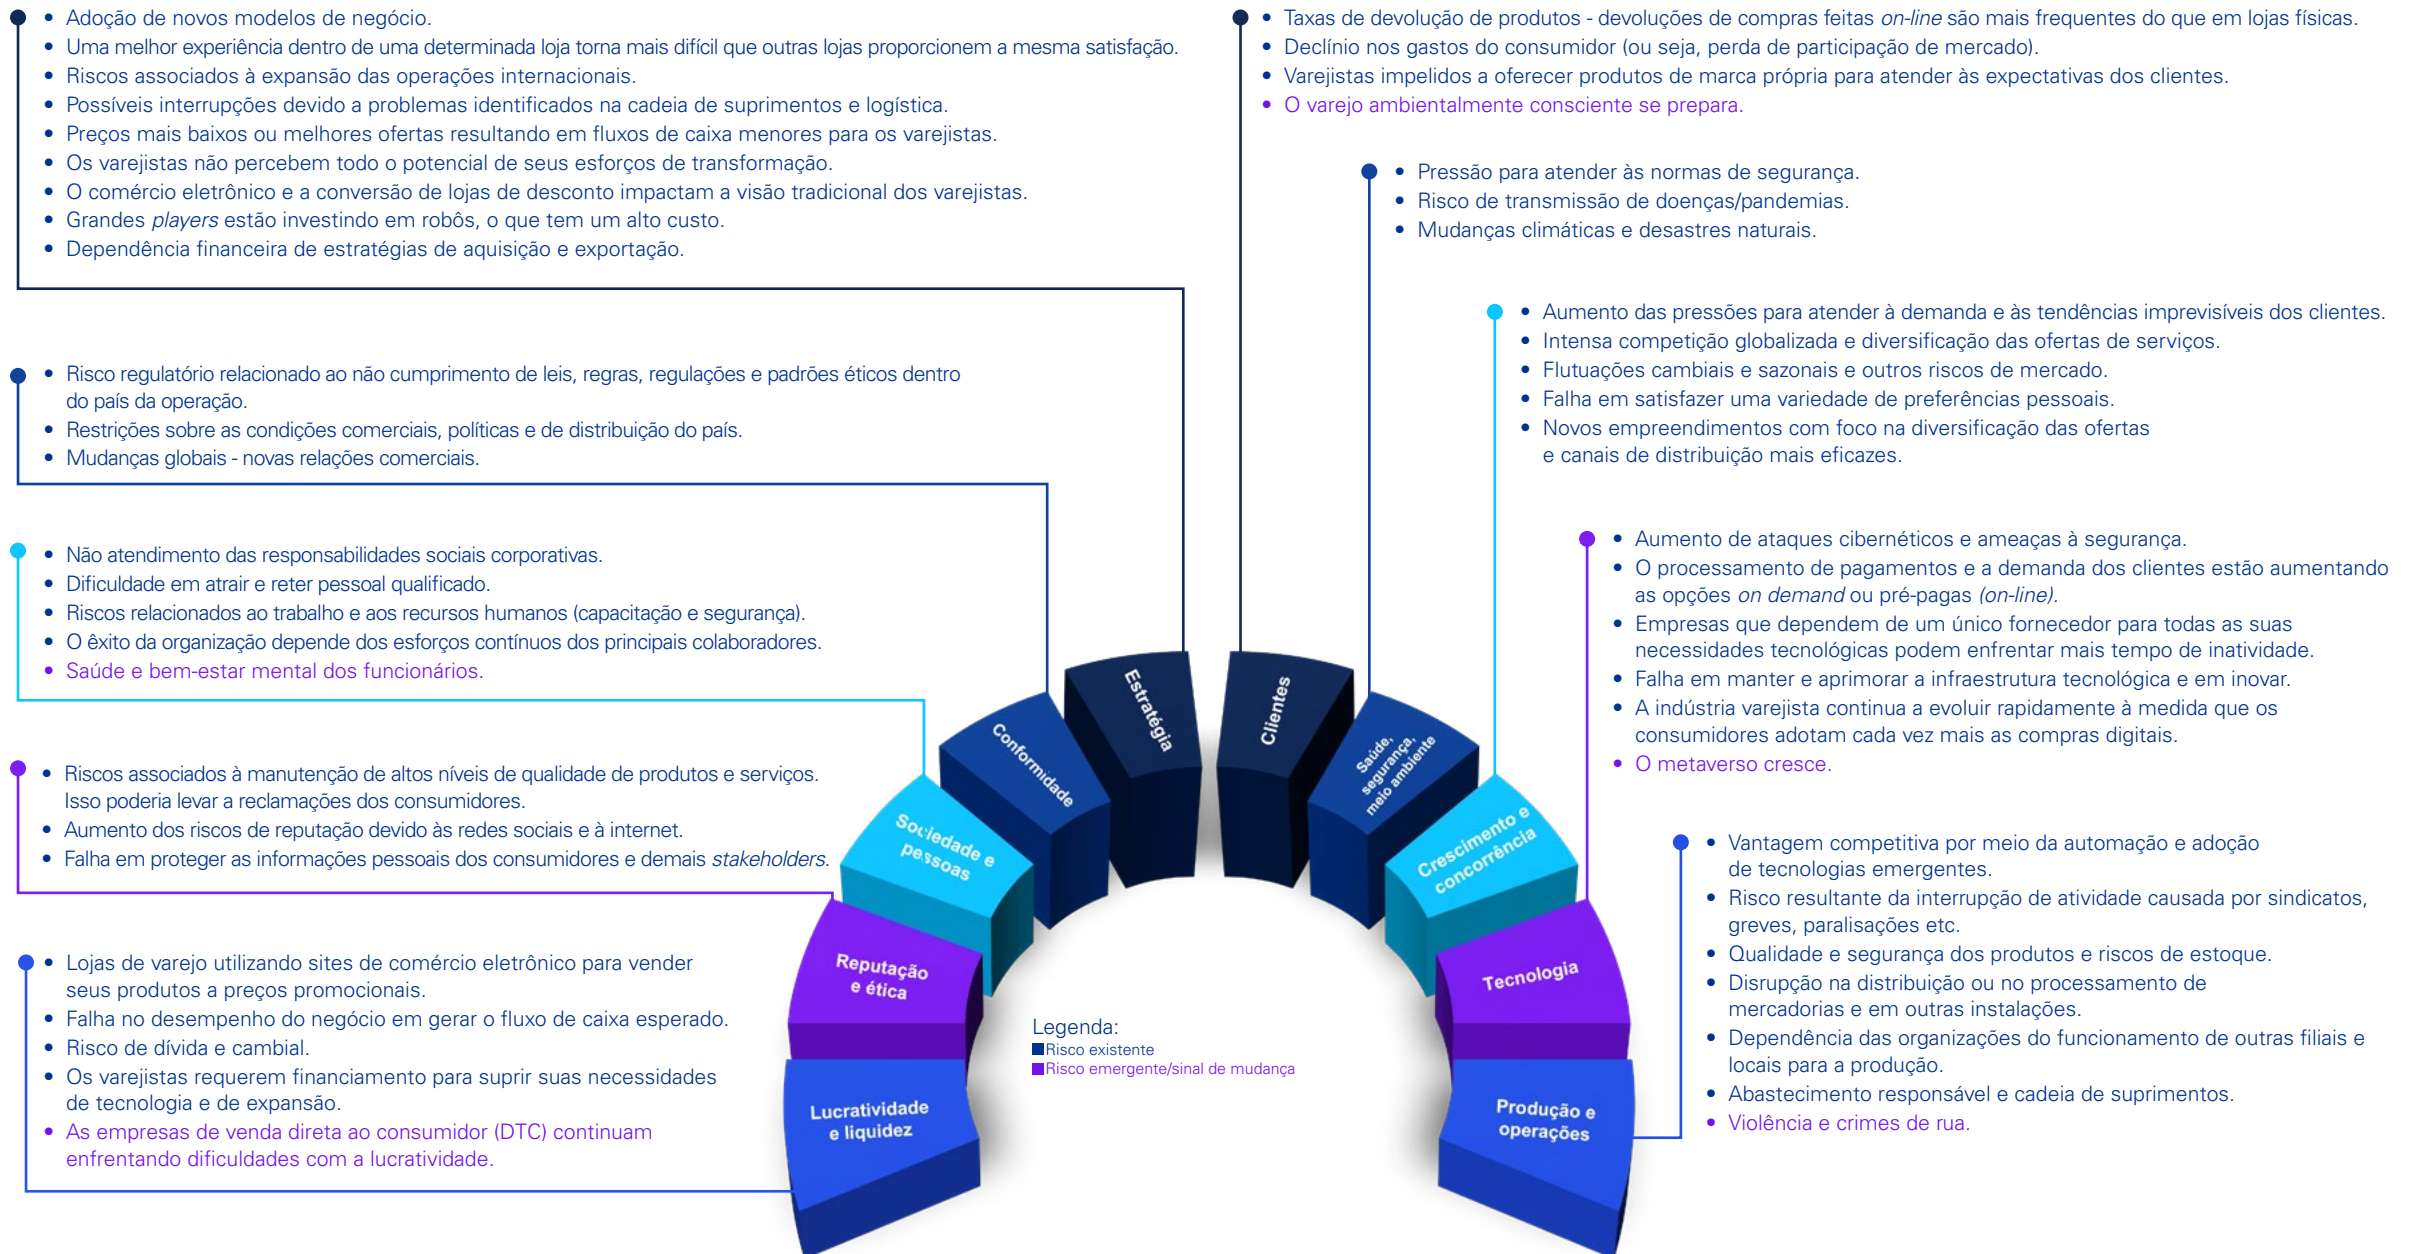 • Adoção de novos modelos de negócio.
• Uma melhor experiência dentro de uma determinada loja torna mais difícil que outras lojas proporcionem a mesma satisfação.
• Riscos associados à expansão das operações internacionais.
• Possíveis interrupções devido a problemas identificados na cadeia de suprimentos e logística.
• Preços mais baixos ou melhores ofertas resultando em fluxos de caixa menores para os varejistas.
• Os varejistas não percebem todo o potencial de seus esforços de transformação.
• O comércio eletrônico e a conversão de lojas de desconto impactam a visão tradicional dos varejistas.
• Grandes players estão investindo em robôs, o que tem um alto custo.
• Dependência financeira de estratégias de aquisição e exportação.
• Risco regulatório relacionado ao não cumprimento de leis, regras, regulações e padrões éticos dentro
do país da operação.
• Restrições sobre as condições comerciais, políticas e de distribuição do país.
• Mudanças globais - novas relações comerciais.
• Não atendimento das responsabilidades sociais corporativas.
• Dificuldade em atrair e reter pessoal qualificado.
• Riscos relacionados ao trabalho e aos recursos humanos (capacitação e segurança).
• O êxito da organização depende dos esforços contínuos dos principais colaboradores.
• Saúde e bem-estar mental dos funcionários.
• Riscos associados à manutenção de altos níveis de qualidade de produtos e serviços.
Isso poderia levar a reclamações dos consumidores.
• Aumento dos riscos de reputação devido às redes sociais e à internet.
• Falha em proteger as informações pessoais dos consumidores e demais stakeholders.
• Lojas de varejo utilizando sites de comércio eletrônico para vender
seus produtos a preços promocionais.
• Falha no desempenho do negócio em gerar o fluxo de caixa esperado.
• Risco de dívida e cambial.
• Os varejistas requerem financiamento para suprir suas necessidades
de tecnologia e de expansão.
• As empresas de venda direta ao consumidor (DTC) continuam
enfrentando dificuldades com a lucratividade.
• Taxas de devolução de produtos - devoluções de compras feitas on-line são mais frequentes do que em lojas físicas.
• Declínio nos gastos do consumidor (ou seja, perda de participação de mercado).
• Varejistas impelidos a oferecer produtos de marca própria para atender às expectativas dos clientes.
• O varejo ambientalmente consciente se prepara.
• Pressão para atender às normas de segurança.
• Risco de transmissão de doenças/pandemias.
• Mudanças climáticas e desastres naturais.
• Aumento das pressões para atender à demanda e às tendências imprevisíveis dos clientes.
• Intensa competição globalizada e diversificação das ofertas de serviços.
• Flutuações cambiais e sazonais e outros riscos de mercado.
• Falha em satisfazer uma variedade de preferências pessoais.
• Novos empreendimentos com foco na diversificação das ofertas
e canais de distribuição mais eficazes.
• Aumento de ataques cibernéticos e ameaças à segurança.
• O processamento de pagamentos e a demanda dos clientes estão aumentando
as opções on demand ou pré-pagas (on-line).
• Empresas que dependem de um único fornecedor para todas as suas
necessidades tecnológicas podem enfrentar mais tempo de inatividade.
• Falha em manter e aprimorar a infraestrutura tecnológica e em inovar.
• A indústria varejista continua a evoluir rapidamente à medida que os
consumidores adotam cada vez mais as compras digitais.
• O metaverso cresce.
• Vantagem competitiva por meio da automação e adoção
de tecnologias emergentes.
• Risco resultante da interrupção de atividade causada por sindicatos,
greves, paralisações etc.
• Qualidade e segurança dos produtos e riscos de estoque.
• Disrupção na distribuição ou no processamento de
mercadorias e em outras instalações.
• Dependência das organizações do funcionamento de outras filiais e
locais para a produção.
• Abastecimento responsável e cadeia de suprimentos.
• Violência e crimes de rua.
Estratégia
Conformidade
Sociedade e
pessoas
Reputação
e ética
Lucratividade
e liquidez
Clientes
Saúde,
segurança,
meio ambiente
Crescimento e
concorrência
Tecnologia
Produção e
operações
Legenda:
Risco existente
Risco emergente/sinal de mudança